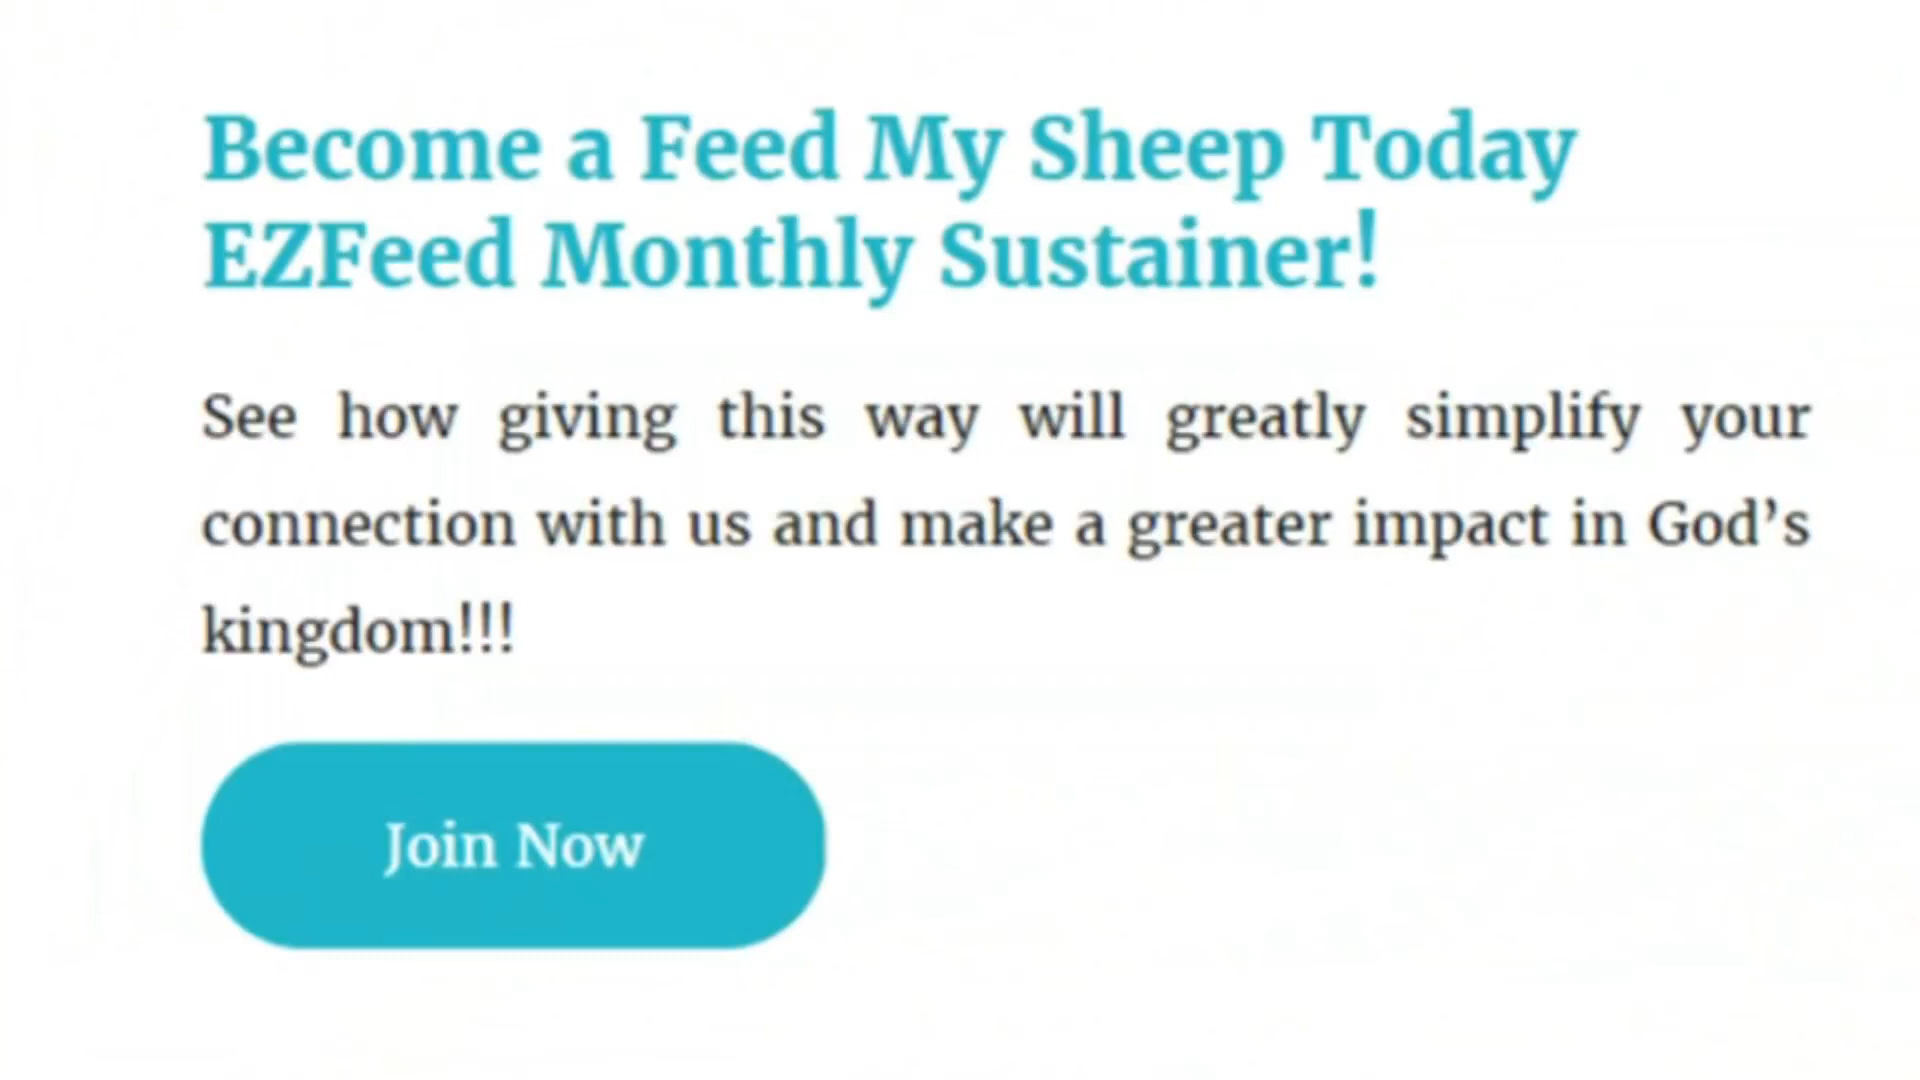 Become a Feed My Sheep Today
EZFeed Monthly Sustainer!
See how giving this way will greatly simplify your
connection with us and make a greater impact in God’s
kingdom!!!
Join Now